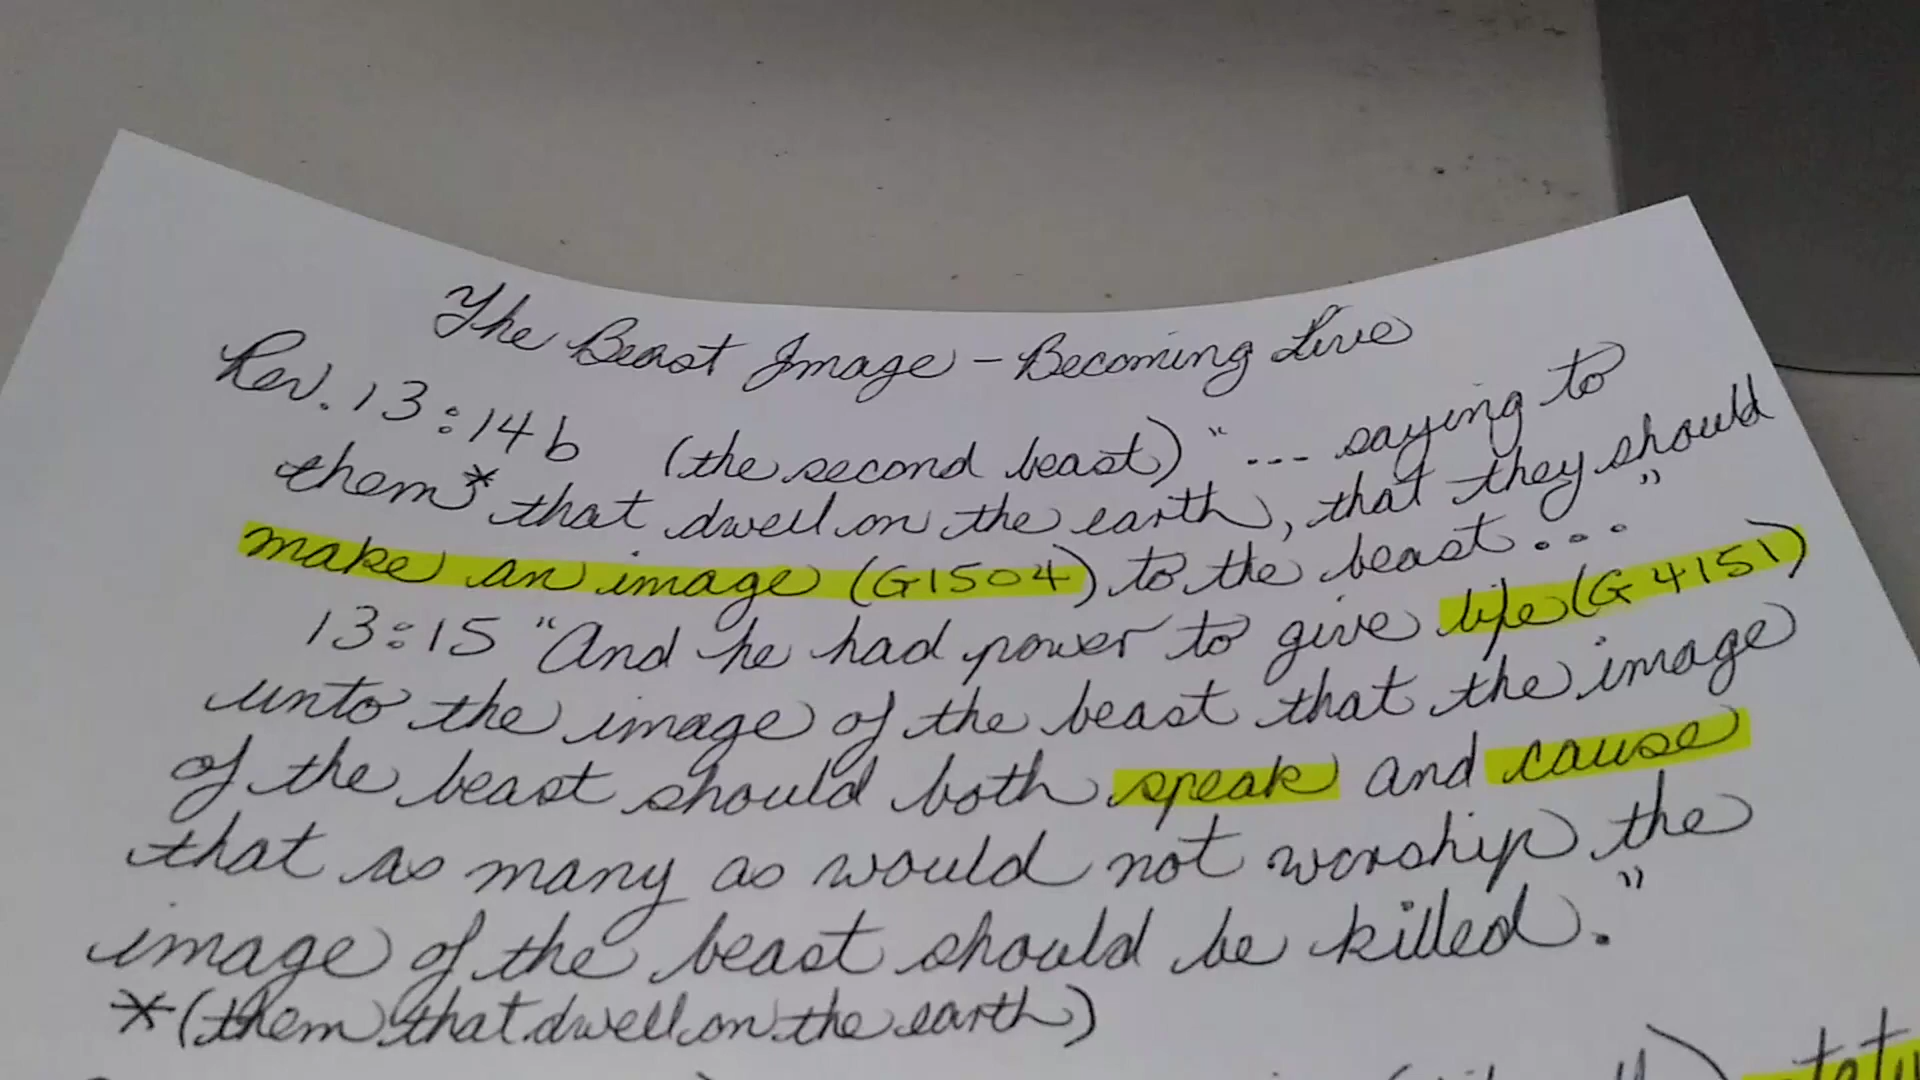 The Beast Image - Becoming Live
Rev. 13:14b (the second beast) "... saying to
them* that dwell on the earth, that they should
make an image (G1504) to the beast..."
13:15 "And he had power to give life (G4151)
unto the image of the beast that the image
of the beast should both speak and cause
that as many as would not worship the
image of the beast should be killed."
*(them that dwell on the earth)